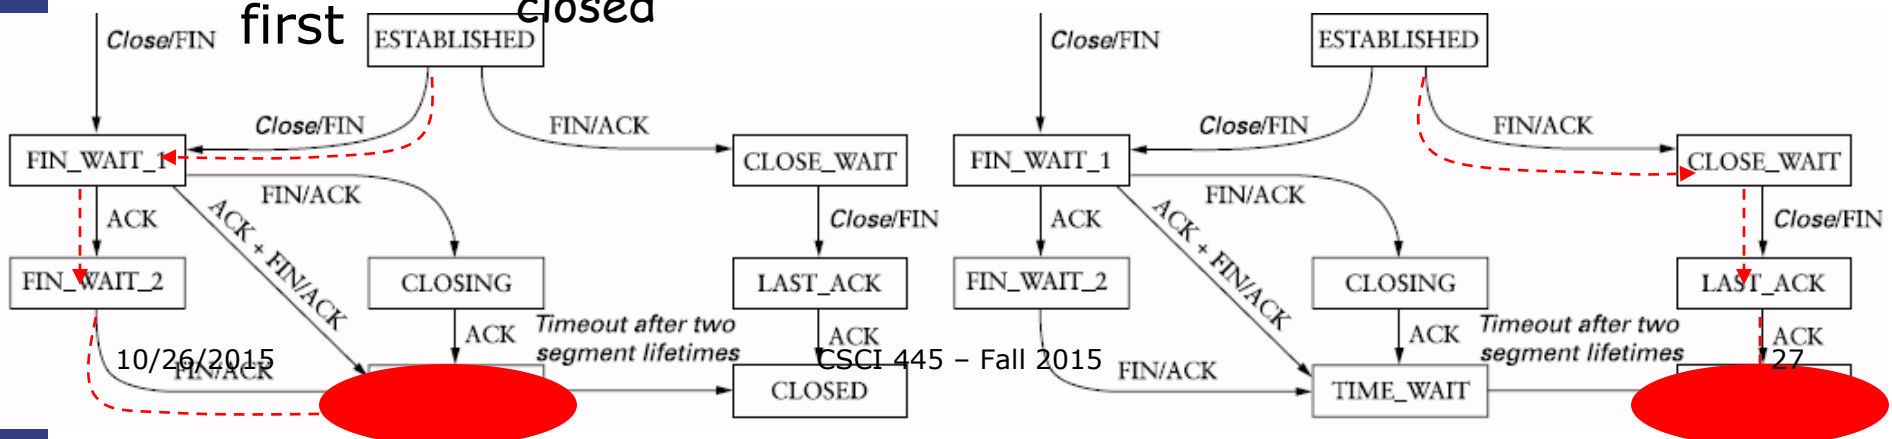 first
closed
Close/FIN
ESTABLISHED
Close/FIN
FIN/ACK
FIN_WAIT_1
CLOSE_WAIT
FIN/ACK
ACK
ACK + FIN/ACK
Close/FIN
FIN_WAIT_2
CLOSING
LAST_ACK
ACK
Timeout after two
segment lifetimes
ACK
FIN/ACK
CLOSED
Close/FIN
ESTABLISHED
Close/FIN
FIN/ACK
FIN_WAIT_1
CLOSE_WAIT
FIN/ACK
ACK
ACK + FIN/ACK
Close/FIN
FIN_WAIT_2
CLOSING
LAST_ACK
ACK
Timeout after two
segment lifetimes
ACK
FIN/ACK
TIME_WAIT
10/26/2015
CSCI 445 – Fall 2015
27